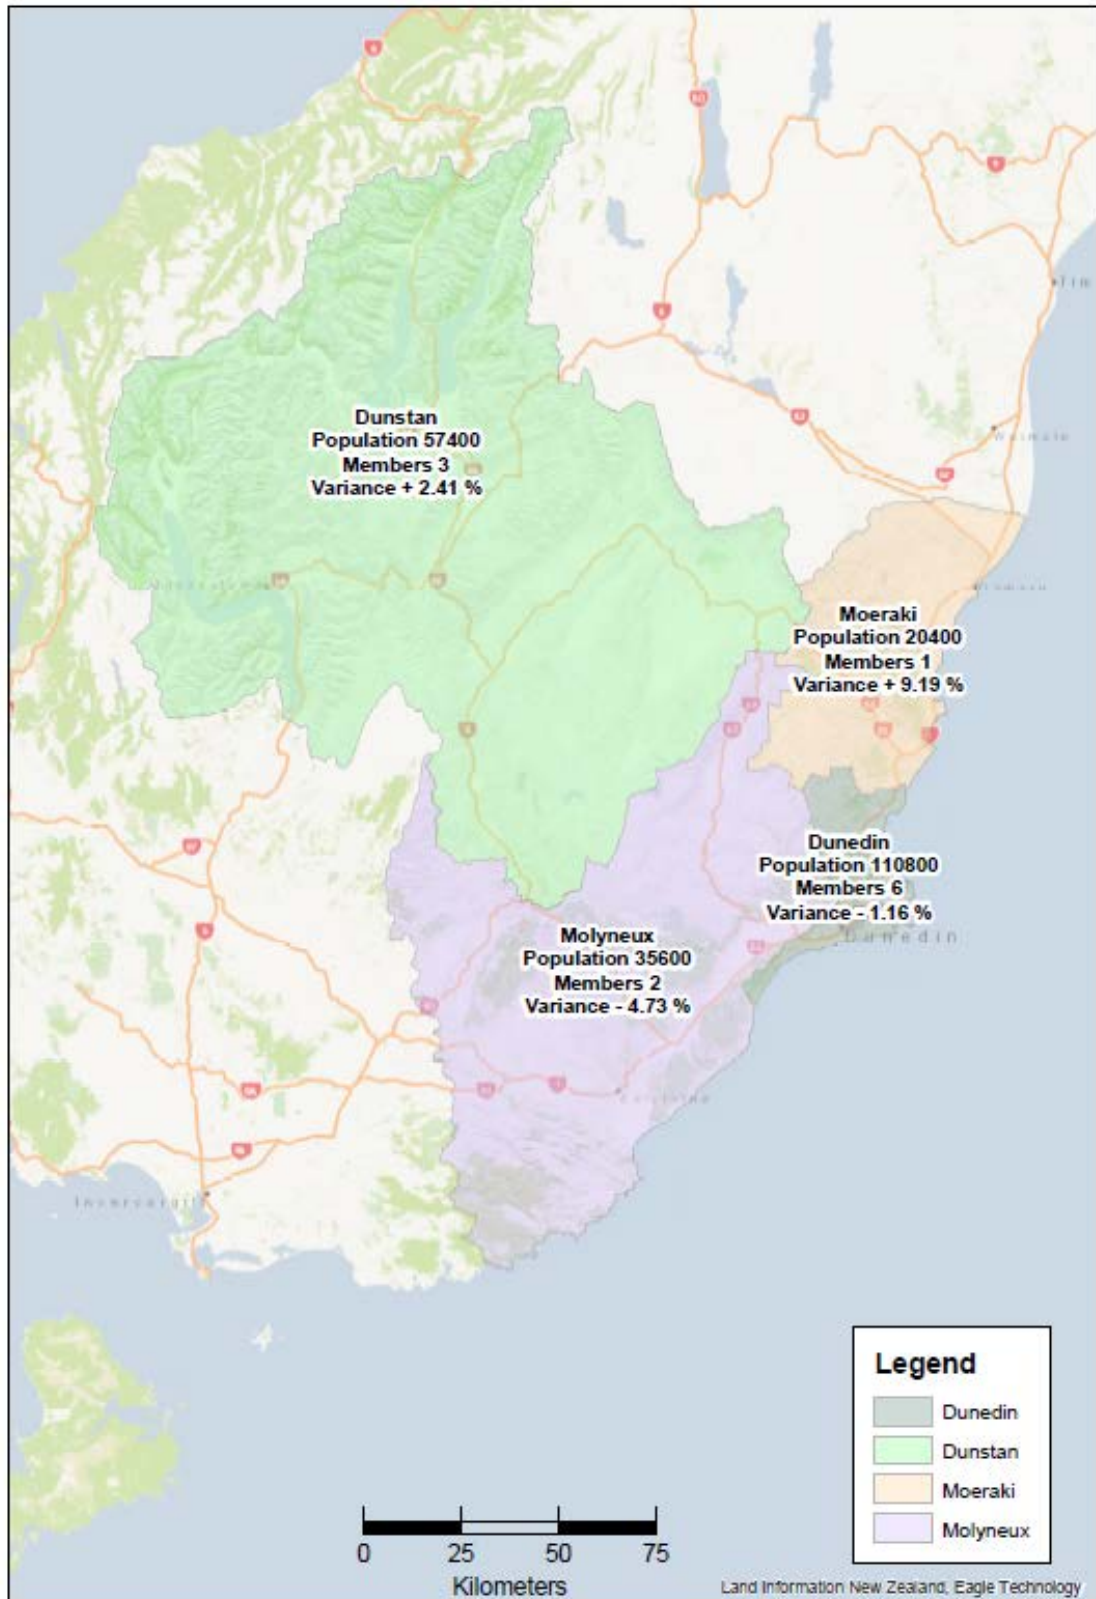 Dunstan
Population 57400
Members 3
Variance + 2.41 %
Moeraki
Population 20400
Members 1
Variance + 9.19 %
Dunedin
Population 110800
Members 6
Variance - 1.16 %
Dunedin
Molyneux
Population 35600
Members 2
Variance - 4.73 %
Invercargill
Legend
Dunedin
Dunstan
Moeraki
Molyneux
0 25 50 75
Kilometers
Land Information New Zealand, Eagle Technology